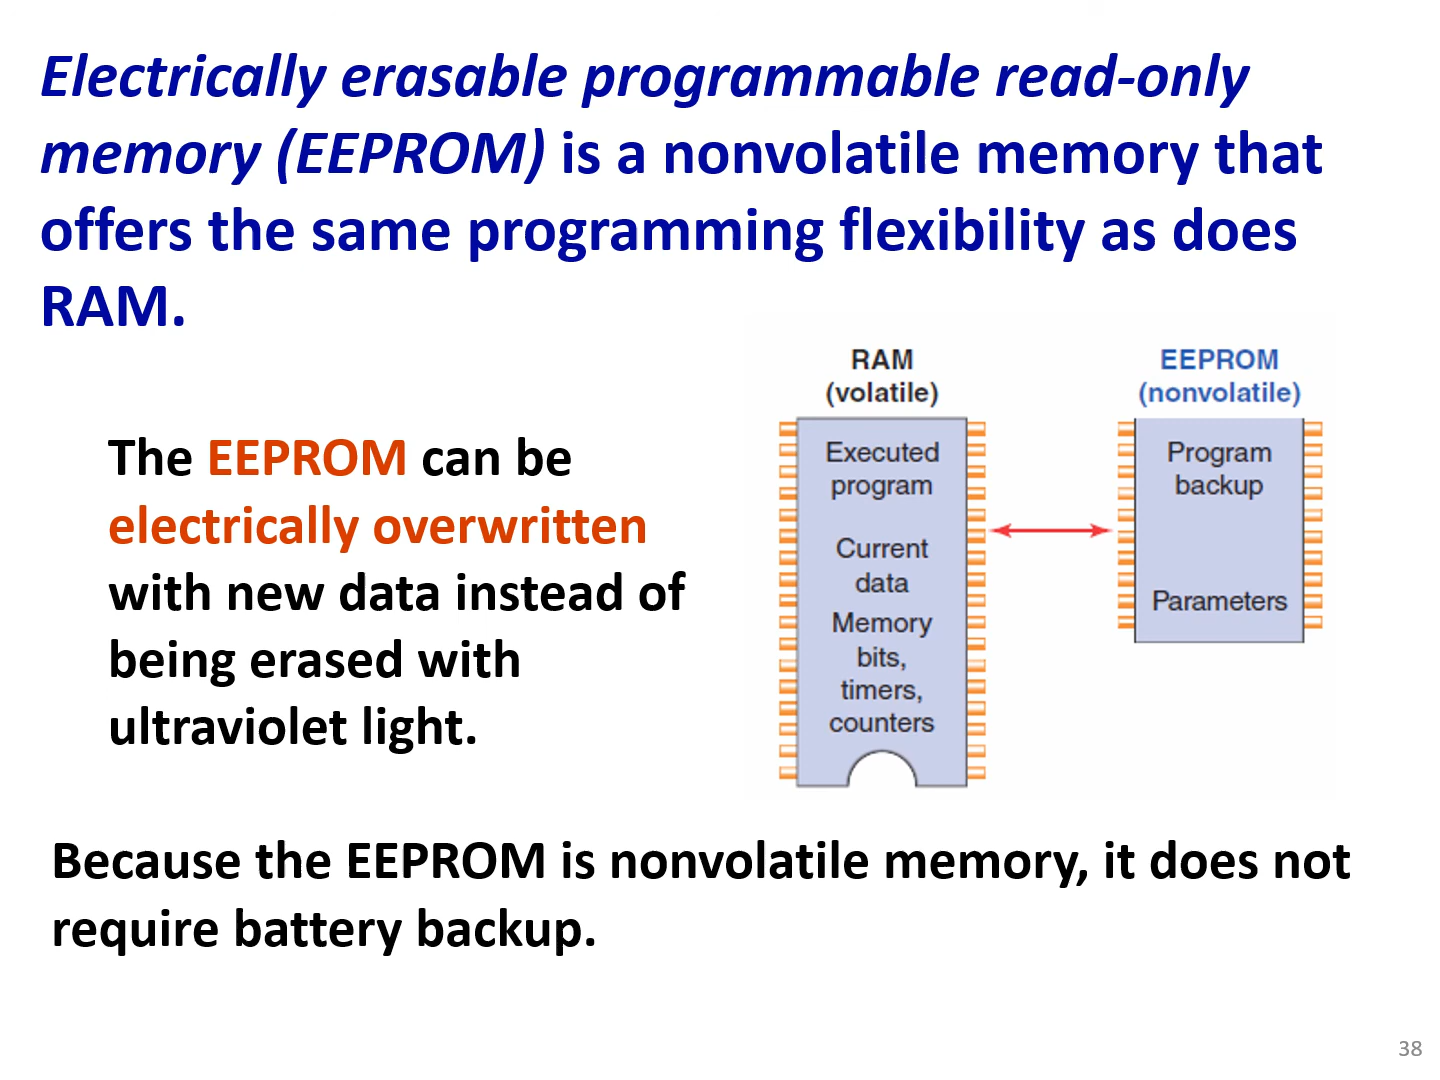 Electrically erasable programmable read-only
memory (EEPROM) is a nonvolatile memory that
offers the same programming flexibility as does
RAM.
The EEPROM can be
electrically overwritten
with new data instead of
being erased with
ultraviolet light.
RAM
(volatile)
Executed
program
Current
data
Memory
bits,
timers,
counters
EEPROM
(nonvolatile)
Program
backup
Parameters
Because the EEPROM is nonvolatile memory, it does not
require battery backup.
38